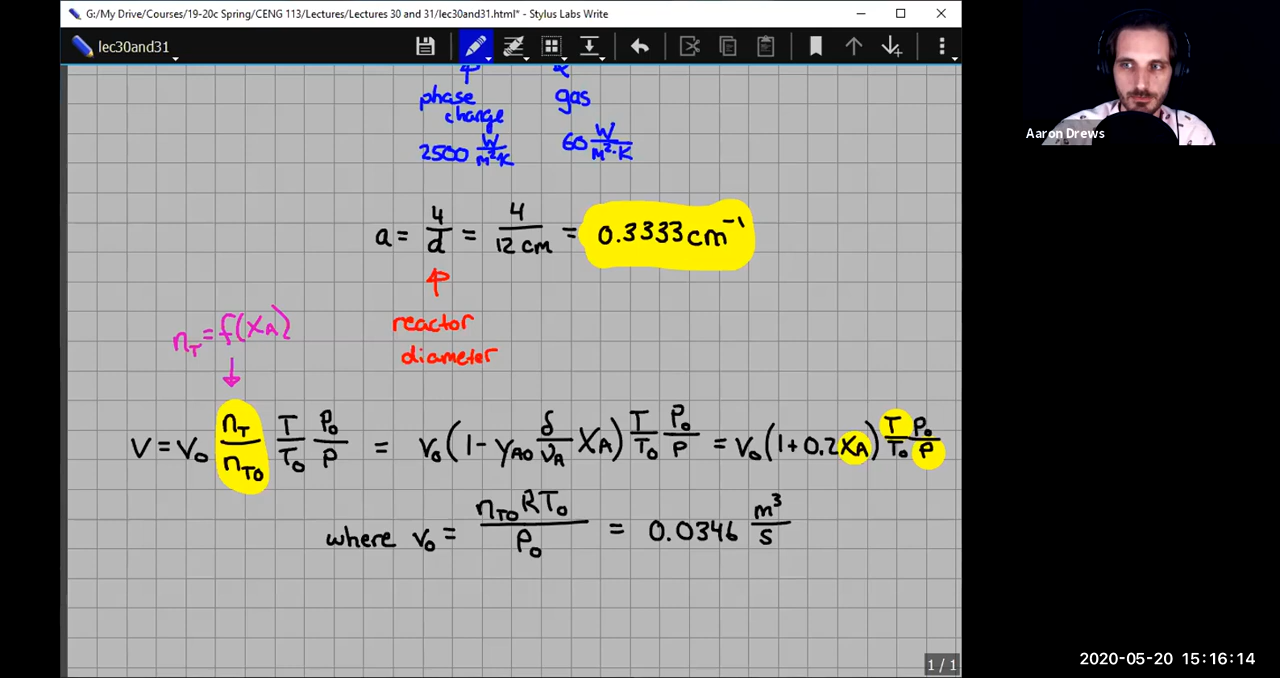 G:/My Drive/Courses/19-20c Spring/CENG 113/Lectures/Lectures 30 and 31/lec30and31.html* - Stylus Labs Write
lec30and31
Aaron Drews
phase change
gas
2500 W/m²·K
60 W/m²·K
a = 4/d = 4/12 cm = 0.3333 cm⁻¹
reactor diameter
n_T = f(X_A)
v = v₀ n_T/n_T0 T/T₀ P₀/P = v₀(1 - y_A0 δ/ν_A X_A) T/T₀ P₀/P = v₀(1 + 0.2X_A) T/T₀ P₀/P
where v₀ = n_T0 R T₀/P₀ = 0.0346 m³/s
1 / 1
2020-05-20 15:16:14